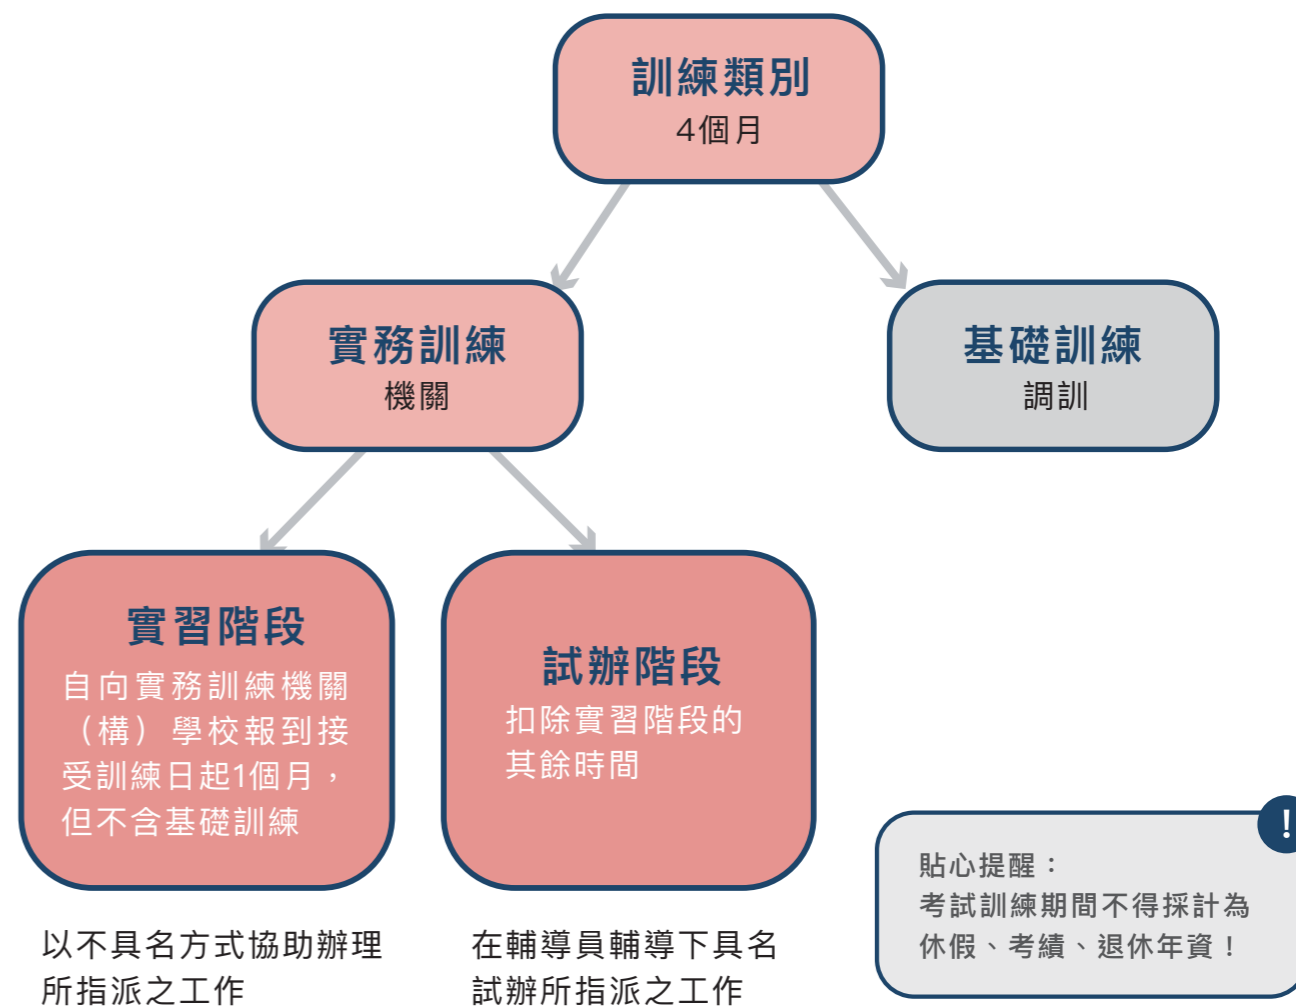 訓練類別
4個月
實務訓練
機關
基礎訓練
調訓
實習階段
自向實務訓練機關
（構）學校報到接
受訓練日起1個月，
但不含基礎訓練
試辦階段
扣除實習階段的
其餘時間
以不具名方式協助辦理
所指派之工作
在輔導員輔導下具名
試辦所指派之工作
!
貼心提醒：
考試訓練期間不得採計為
休假、考績、退休年資！